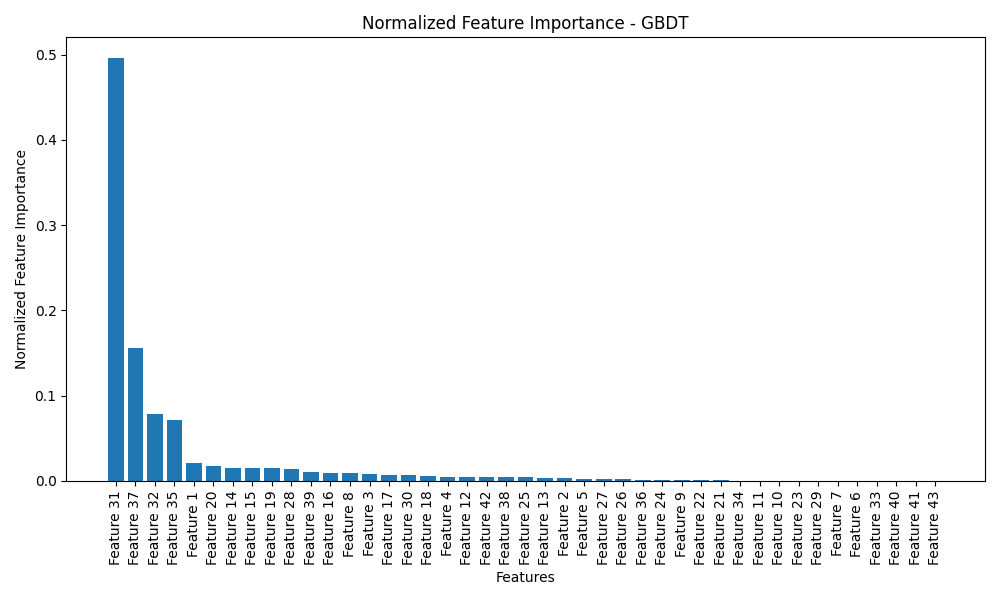 Normalized Feature Importance - GBDT
Normalized Feature Importance
0.5
0.4
0.3
0.2
0.1
0.0
Feature 31
Feature 37
Feature 32
Feature 35
Feature 1
Feature 20
Feature 14
Feature 15
Feature 19
Feature 28
Feature 39
Feature 16
Feature 8
Feature 3
Feature 17
Feature 30
Feature 18
Feature 4
Feature 12
Feature 42
Feature 38
Feature 25
Feature 13
Feature 2
Feature 5
Feature 27
Feature 26
Feature 36
Feature 24
Feature 9
Feature 22
Feature 21
Feature 34
Feature 11
Feature 10
Feature 23
Feature 29
Feature 7
Feature 6
Feature 33
Feature 40
Feature 41
Feature 43
Features